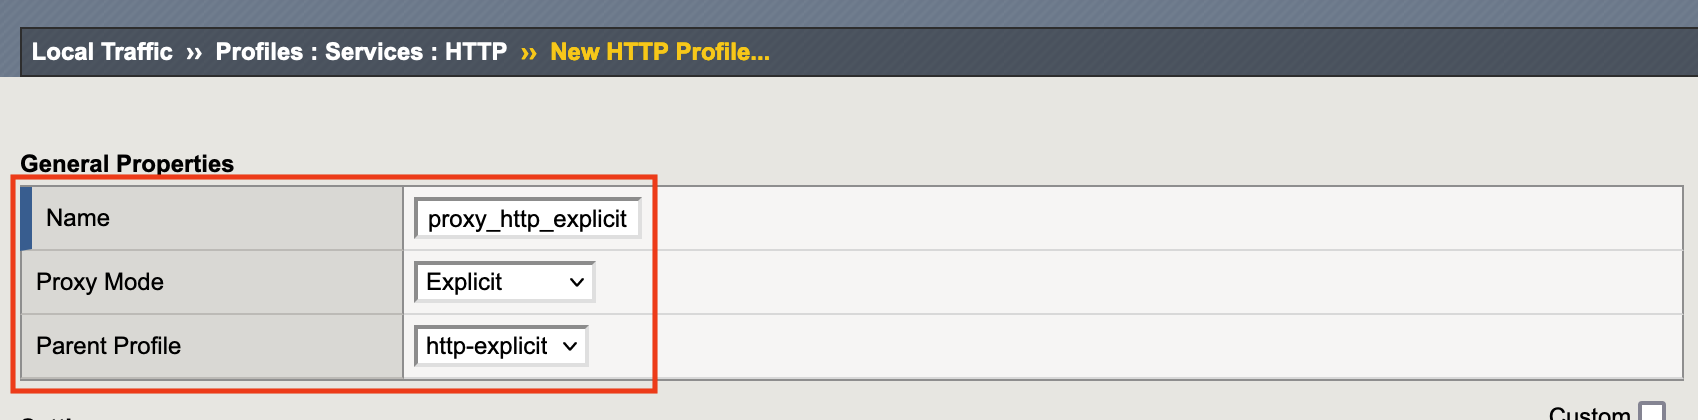 Local Traffic ›› Profiles : Services : HTTP ›› New HTTP Profile...
General Properties
Name proxy_http_explicit
Proxy Mode Explicit
Parent Profile http-explicit
Custom